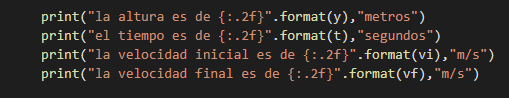 print("la altura es de {:.2f}".format(y),"metros")
print("el tiempo es de {:.2f}".format(t),"segundos")
print("la velocidad inicial es de {:.2f}".format(vi),"m/s")
print("la velocidad final es de {:.2f}".format(vf),"m/s")